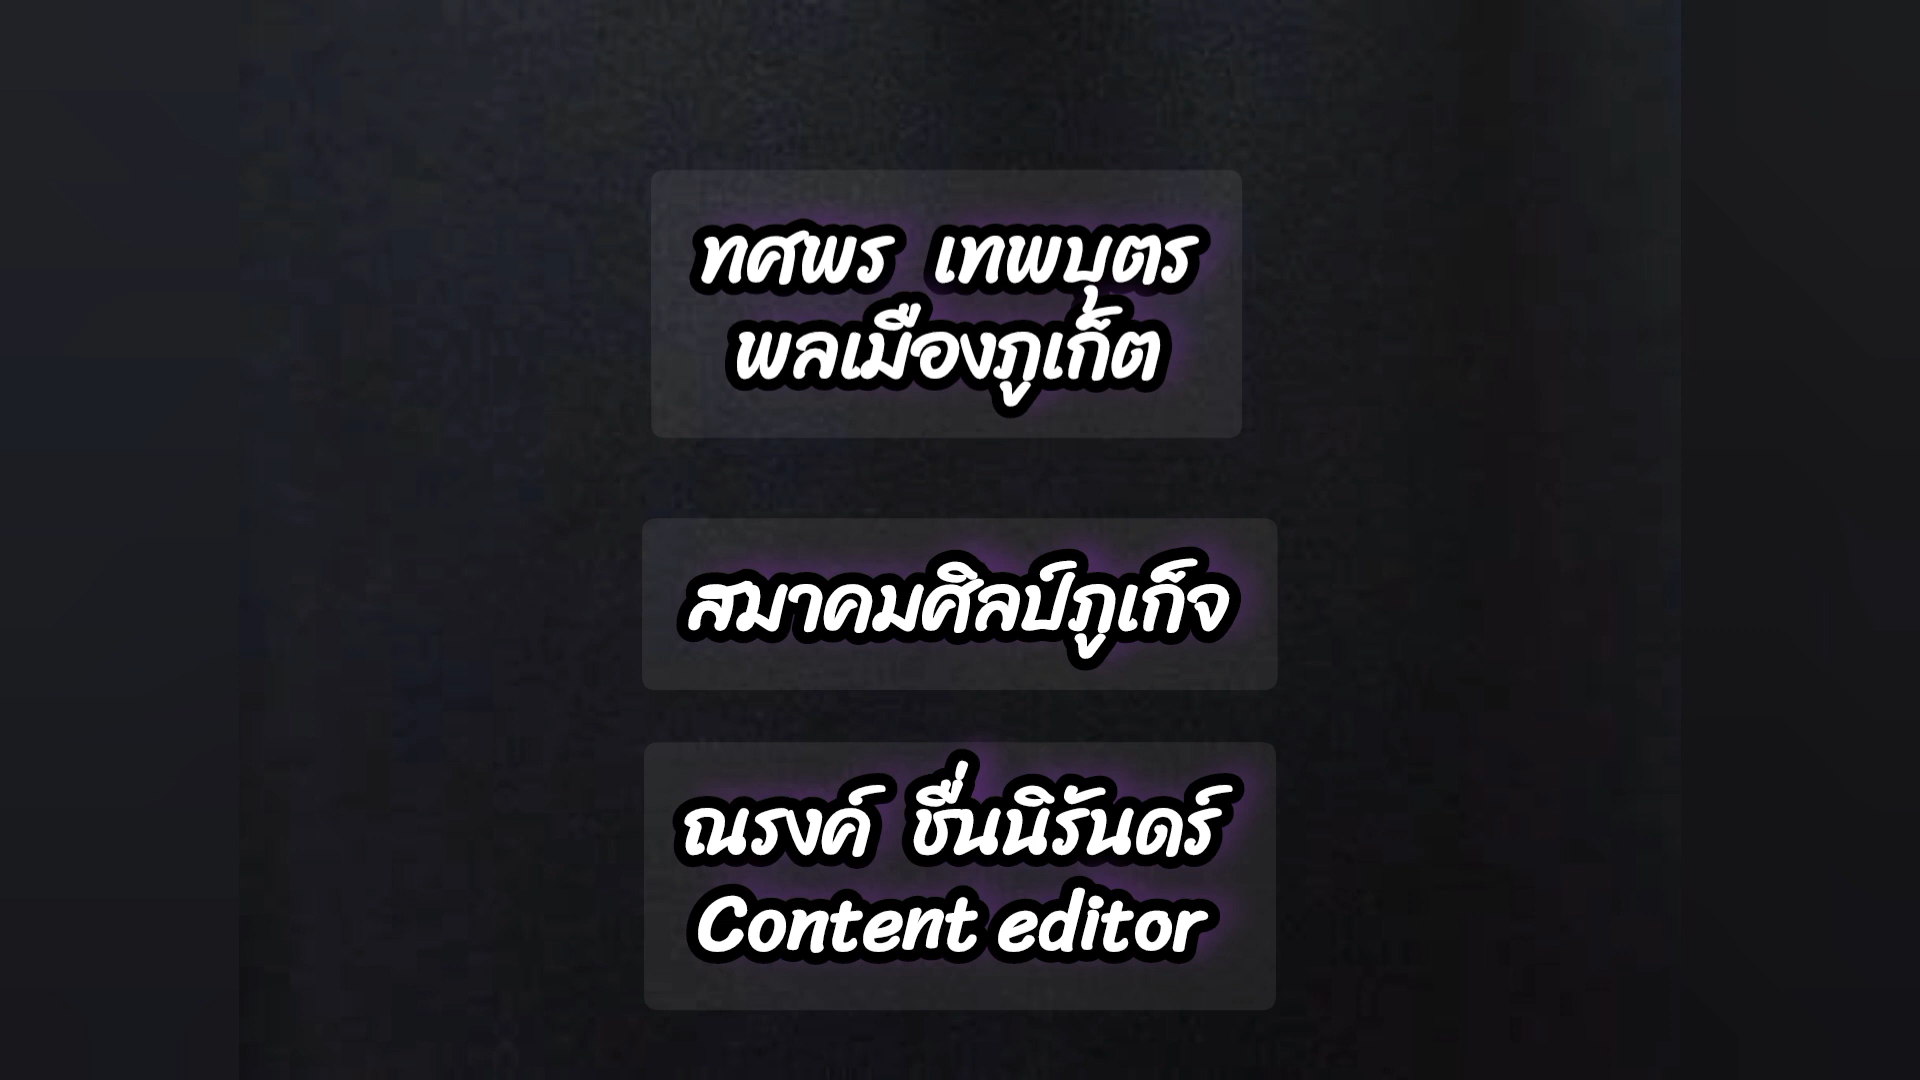 ทศพร เทพบุตร
พลเมืองภูเก็ต
สมาคมศิลป์ภูเก็จ
ณรงค์ ชื่นนิรันดร์
Content editor